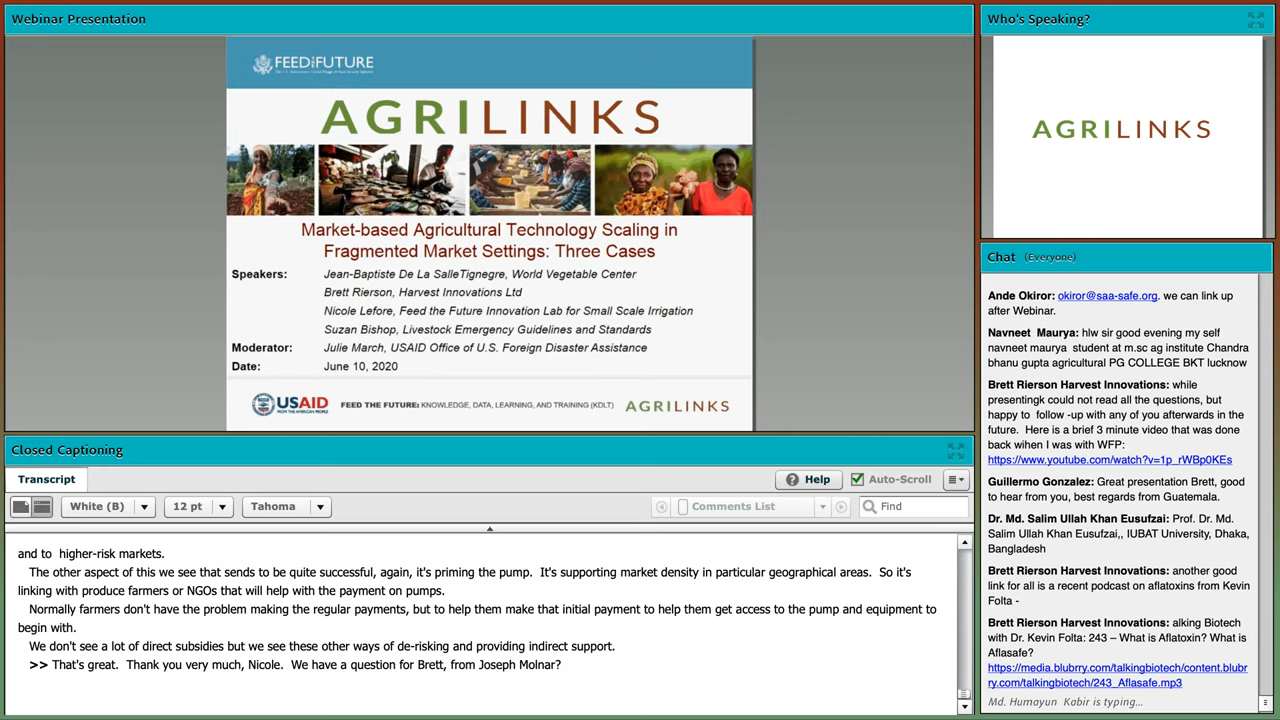 Webinar Presentation
FEED THE FUTURE
AGRILINKS
Market-based Agricultural Technology Scaling in
Fragmented Market Settings: Three Cases
Speakers: Jean-Baptiste De La SalleTignegre, World Vegetable Center
Brett Rierson, Harvest Innovations Ltd
Nicole Lefore, Feed the Future Innovation Lab for Small Scale Irrigation
Suzan Bishop, Livestock Emergency Guidelines and Standards
Moderator: Julie March, USAID Office of U.S. Foreign Disaster Assistance
Date: June 10, 2020
USAID
FROM THE AMERICAN PEOPLE
FEED THE FUTURE: KNOWLEDGE, DATA, LEARNING, AND TRAINING (KDLT)
AGRILINKS
Closed Captioning
Transcript
Help
Auto-Scroll
White (B)
12 pt
Tahoma
Comments List
Find
and to  higher-risk markets.
The other aspect of this we see that sends to be quite successful, again, it's priming the pump.  It's supporting market density in particular geographical areas.  So it's
linking with produce farmers or NGOs that will help with the payment on pumps.
Normally farmers don't have the problem making the regular payments, but to help them make that initial payment to help them get access to the pump and equipment to
begin with.
We don't see a lot of direct subsidies but we see these other ways of de-risking and providing indirect support.
>> That's great.  Thank you very much, Nicole.  We have a question for Brett, from Joseph Molnar?
Who's Speaking?
AGRILINKS
Chat (Everyone)
Ande Okiror: okiror@saa-safe.org. we can link up
after Webinar.
Navneet  Maurya: hlw sir good evening my self
navneet maurya  student at m.sc ag institute Chandra
bhanu gupta agricultural PG COLLEGE BKT lucknow
Brett Rierson Harvest Innovations: while
presentingk could not read all the questions, but
happy to  follow -up with any of you afterwards in the
future.  Here is a brief 3 minute video that was done
back wihen I was with WFP:
https://www.youtube.com/watch?v=1p_rWBp0KEs
Guillermo Gonzalez: Great presentation Brett, good
to hear from you, best regards from Guatemala.
Dr. Md. Salim Ullah Khan Eusufzai: Prof. Dr. Md.
Salim Ullah Khan Eusufzai,, IUBAT University, Dhaka,
Bangladesh
Brett Rierson Harvest Innovations: another good
link for all is a recent podcast on aflatoxins from Kevin
Folta -
Brett Rierson Harvest Innovations: alking Biotech
with Dr. Kevin Folta: 243 – What is Aflatoxin? What is
Aflasafe?
https://media.blubrry.com/talkingbiotech/content.blubr
ry.com/talkingbiotech/243_Aflasafe.mp3
Md. Humayun  Kabir is typing...